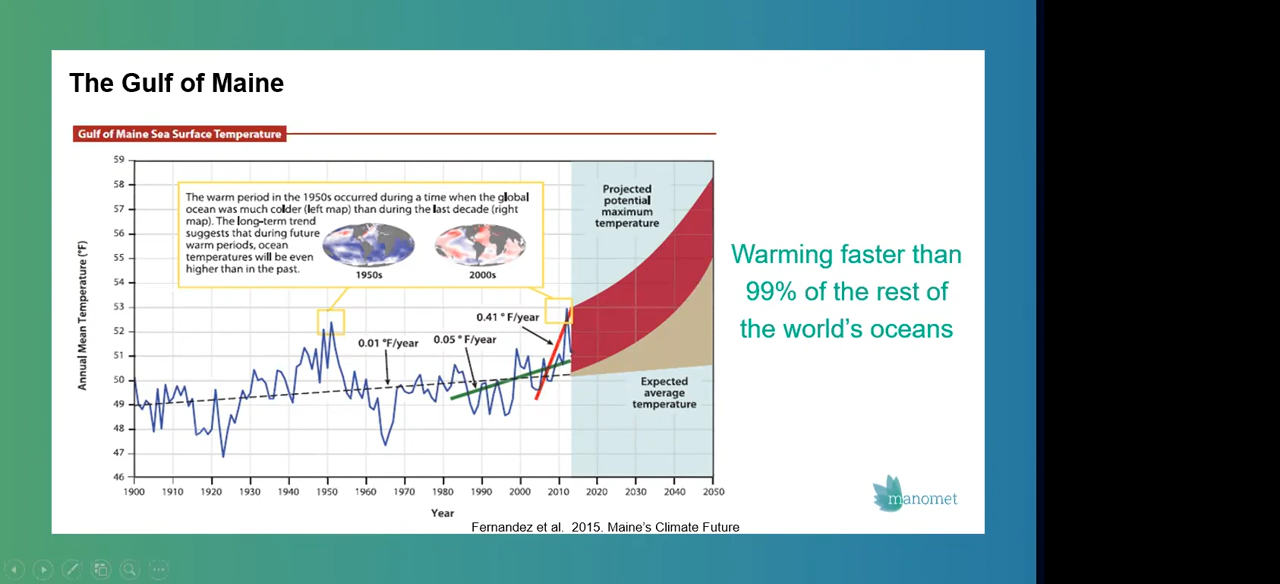 The Gulf of Maine
Gulf of Maine Sea Surface Temperature
59
58
57
56
55
54
53
52
51
50
49
48
47
46
Annual Mean Temperature (°F)
The warm period in the 1950s occurred during a time when the global
ocean was much colder (left map) than during the last decade (right
map). The long-term trend
suggests that during future
warm periods, ocean
temperatures will be even
higher than in the past.
1950s
2000s
0.01 °F/year
0.05 °F/year
0.41 °F/year
Projected
potential
maximum
temperature
Expected
average
temperature
1900 1910 1920 1930 1940 1950 1960 1970 1980 1990 2000 2010 2020 2030 2040 2050
Year
Warming faster than
99% of the rest of
the world's oceans
manomet
Fernandez et al. 2015. Maine's Climate Future